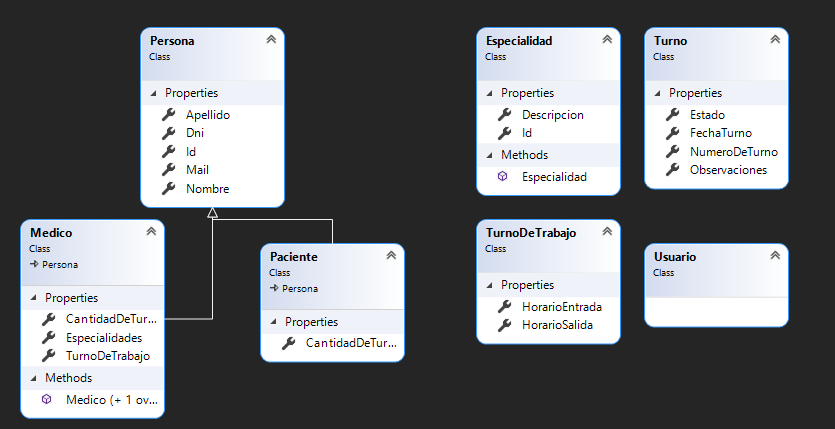 Persona
Class
Properties
Apellido
Dni
Id
Mail
Nombre
Especialidad
Class
Properties
Descripcion
Id
Methods
Especialidad
Turno
Class
Properties
Estado
FechaTurno
NumeroDeTurno
Observaciones
Medico
Class
Persona
Properties
CantidadDeTur...
Especialidades
TurnoDeTrabajo
Methods
Medico (+ 1 ov...
Paciente
Class
Persona
Properties
CantidadDeTur...
TurnoDeTrabajo
Class
Properties
HorarioEntrada
HorarioSalida
Usuario
Class